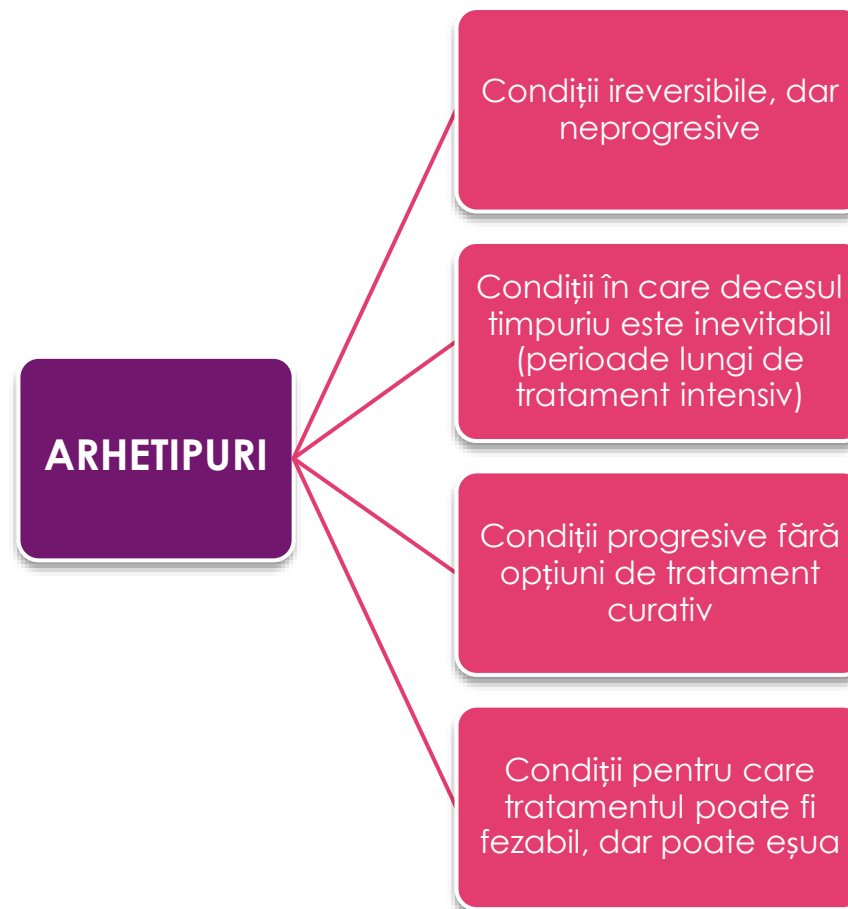 Condiții ireversibile, dar
neprogresive
Condiții în care decesul
timpuriu este inevitabil
(perioade lungi de
tratament intensiv)
ARHETIPURI
Condiții progresive fără
opțiuni de tratament
curativ
Condiții pentru care
tratamentul poate fi
fezabil, dar poate eșua